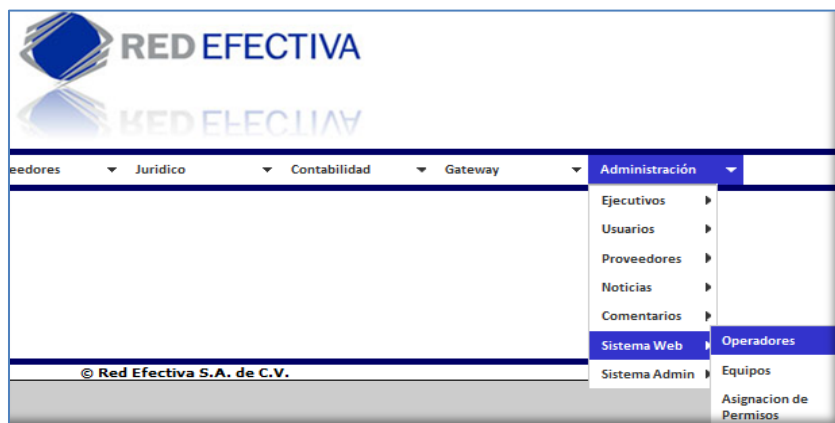 RED EFECTIVA
eedores Juridico Contabilidad Gateway Administración
Ejecutivos
Usuarios
Proveedores
Noticias
Comentarios
Sistema Web Operadores
© Red Efectiva S.A. de C.V. Sistema Admin Equipos
Asignacion de
Permisos